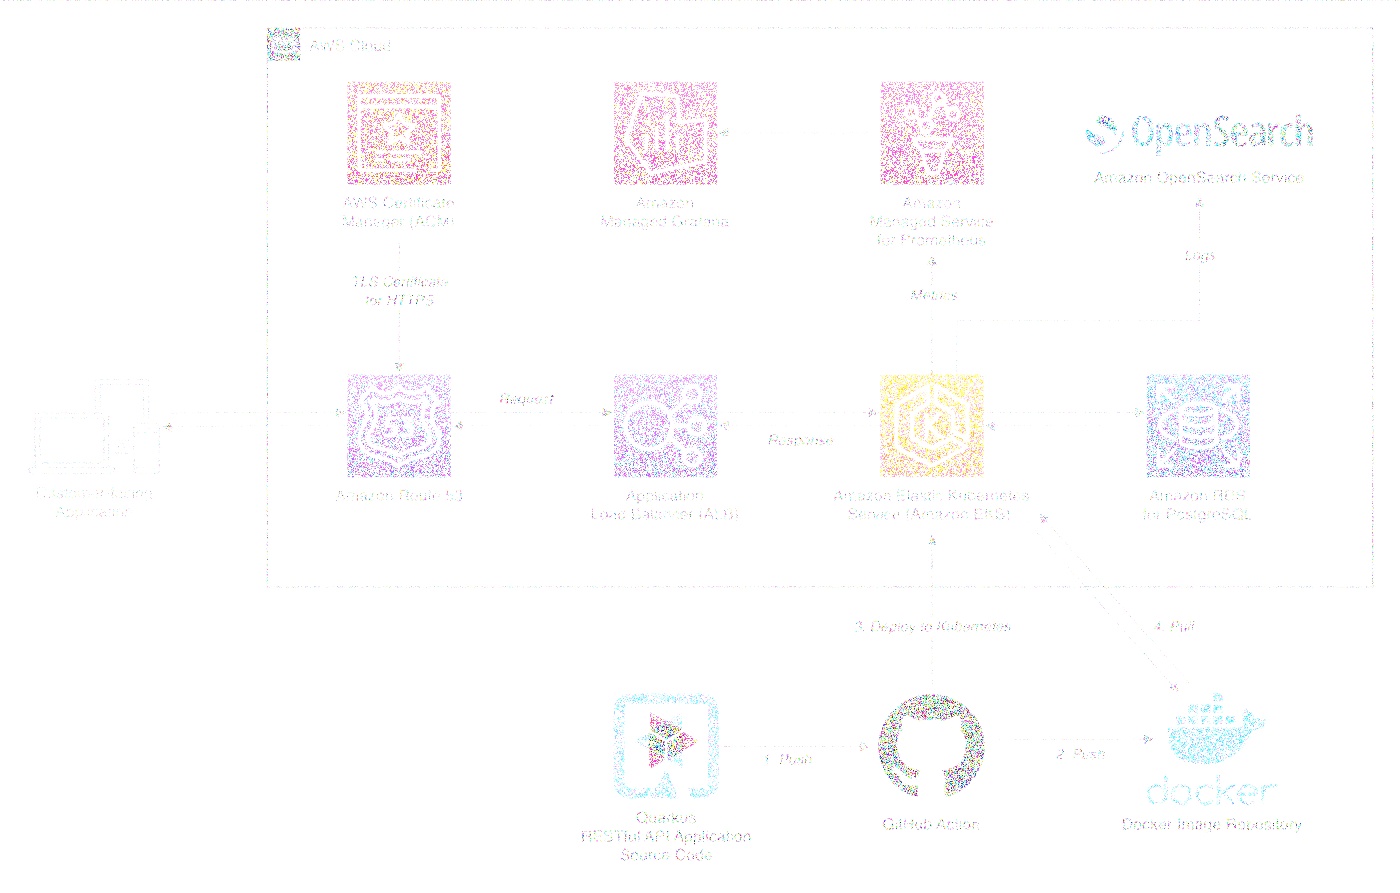 AWS Cloud
OpenSearch
Amazon OpenSearch Service
AWS Certificate
Manager (ACM)
Amazon
Managed Grafana
Amazon
Managed Service
for Prometheus
TLS Certificate
for HTTPS
Metrics
Logs
Request
Response
Customer-facing
Application
Amazon Route 53
Application
Load Balancer (ALB)
Amazon Elastic Kubernetes
Service (Amazon EKS)
Amazon RDS
for PostgreSQL
3. Deploy to Kubernetes
4. Pull
1. Push
2. Push
docker
Quarkus
RESTful API Application
Source Code
GitHub Action
Docker Image Repository